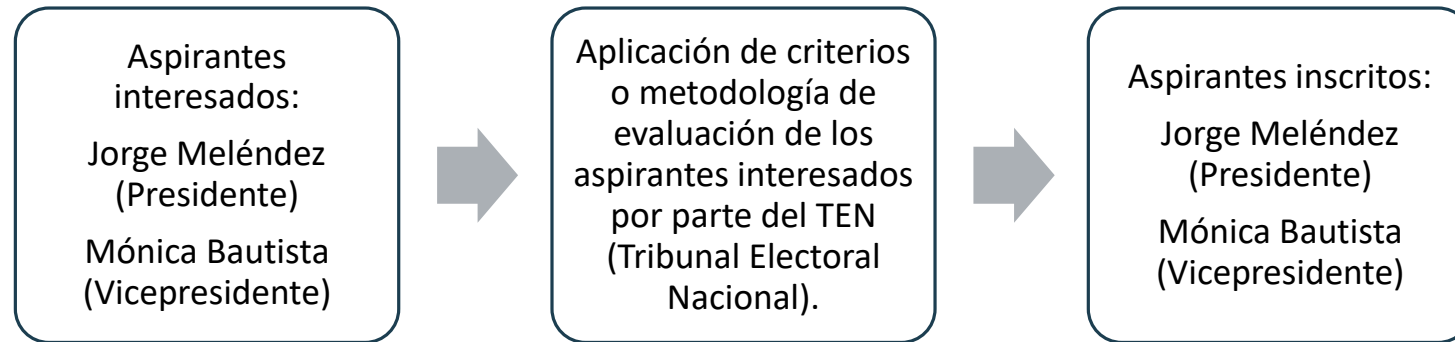 Aspirantes
interesados:
Jorge Meléndez
(Presidente)
Mónica Bautista
(Vicepresidente)
Aplicación de criterios
o metodología de
evaluación de los
aspirantes interesados
por parte del TEN
(Tribunal Electoral
Nacional).
Aspirantes inscritos:
Jorge Meléndez
(Presidente)
Mónica Bautista
(Vicepresidente)